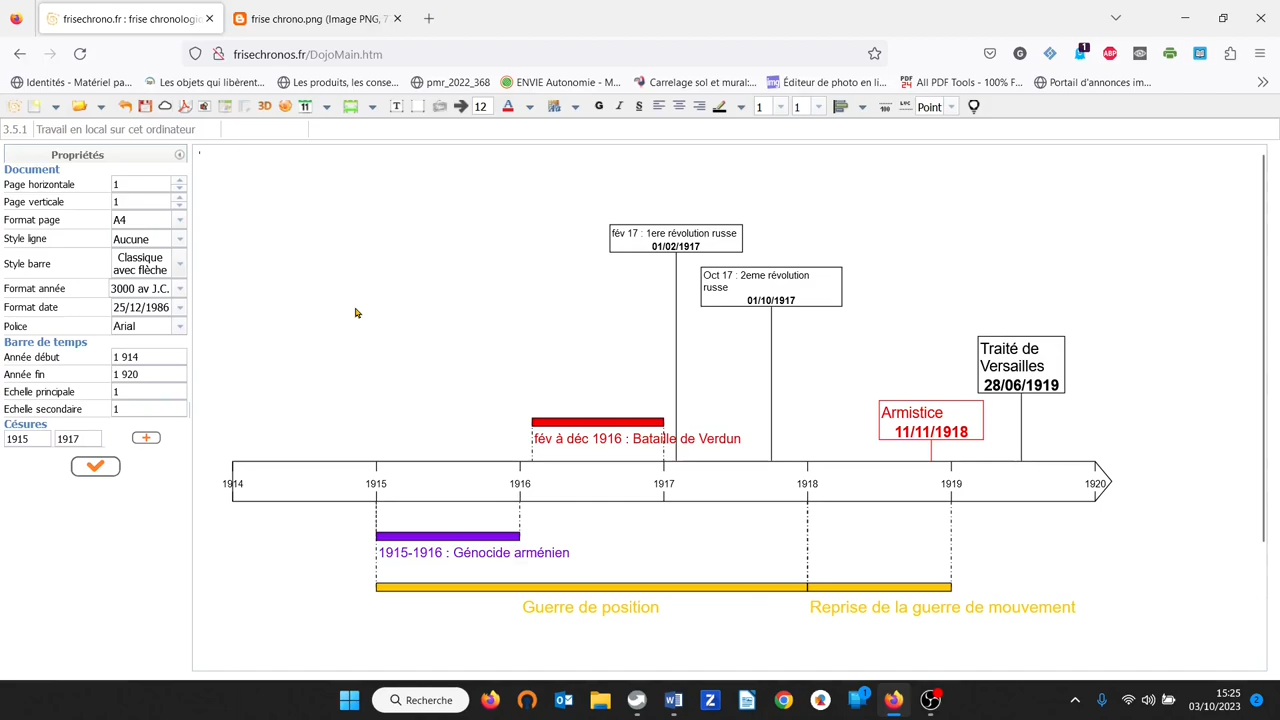 frisechrono.fr : frise chronologic
frise chrono.png (Image PNG, 7
frisechronos.fr/DojoMain.htm
1
Identités - Matériel pa...
Les objets qui libèrent...
Les produits, les conse...
pmr_2022_368
ENVIE Autonomie - M...
Carrelage sol et mural:...
Éditeur de photo en li...
All PDF Tools - 100% F...
Portail d'annonces im...
3D
11
T
12
A
G
I
S
1
1
Point
3.5.1
Travail en local sur cet ordinateur
Propriétés
Document
Page horizontale
1
Page verticale
1
Format page
A4
Style ligne
Aucune
Style barre
Classique
avec flèche
Format année
3000 av J.C.
Format date
25/12/1986
Police
Arial
Barre de temps
Année début
1 914
Année fin
1 920
Echelle principale
1
Echelle secondaire
1
Césures
1915
1917
fév 17 : 1ere révolution russe
01/02/1917
Oct 17 : 2eme révolution
russe
01/10/1917
Traité de
Versailles
28/06/1919
Armistice
11/11/1918
fév à déc 1916 : Bataille de Verdun
1914
1915
1916
1917
1918
1919
1920
1915-1916 : Génocide arménien
Guerre de position
Reprise de la guerre de mouvement
Recherche
15:25
03/10/2023